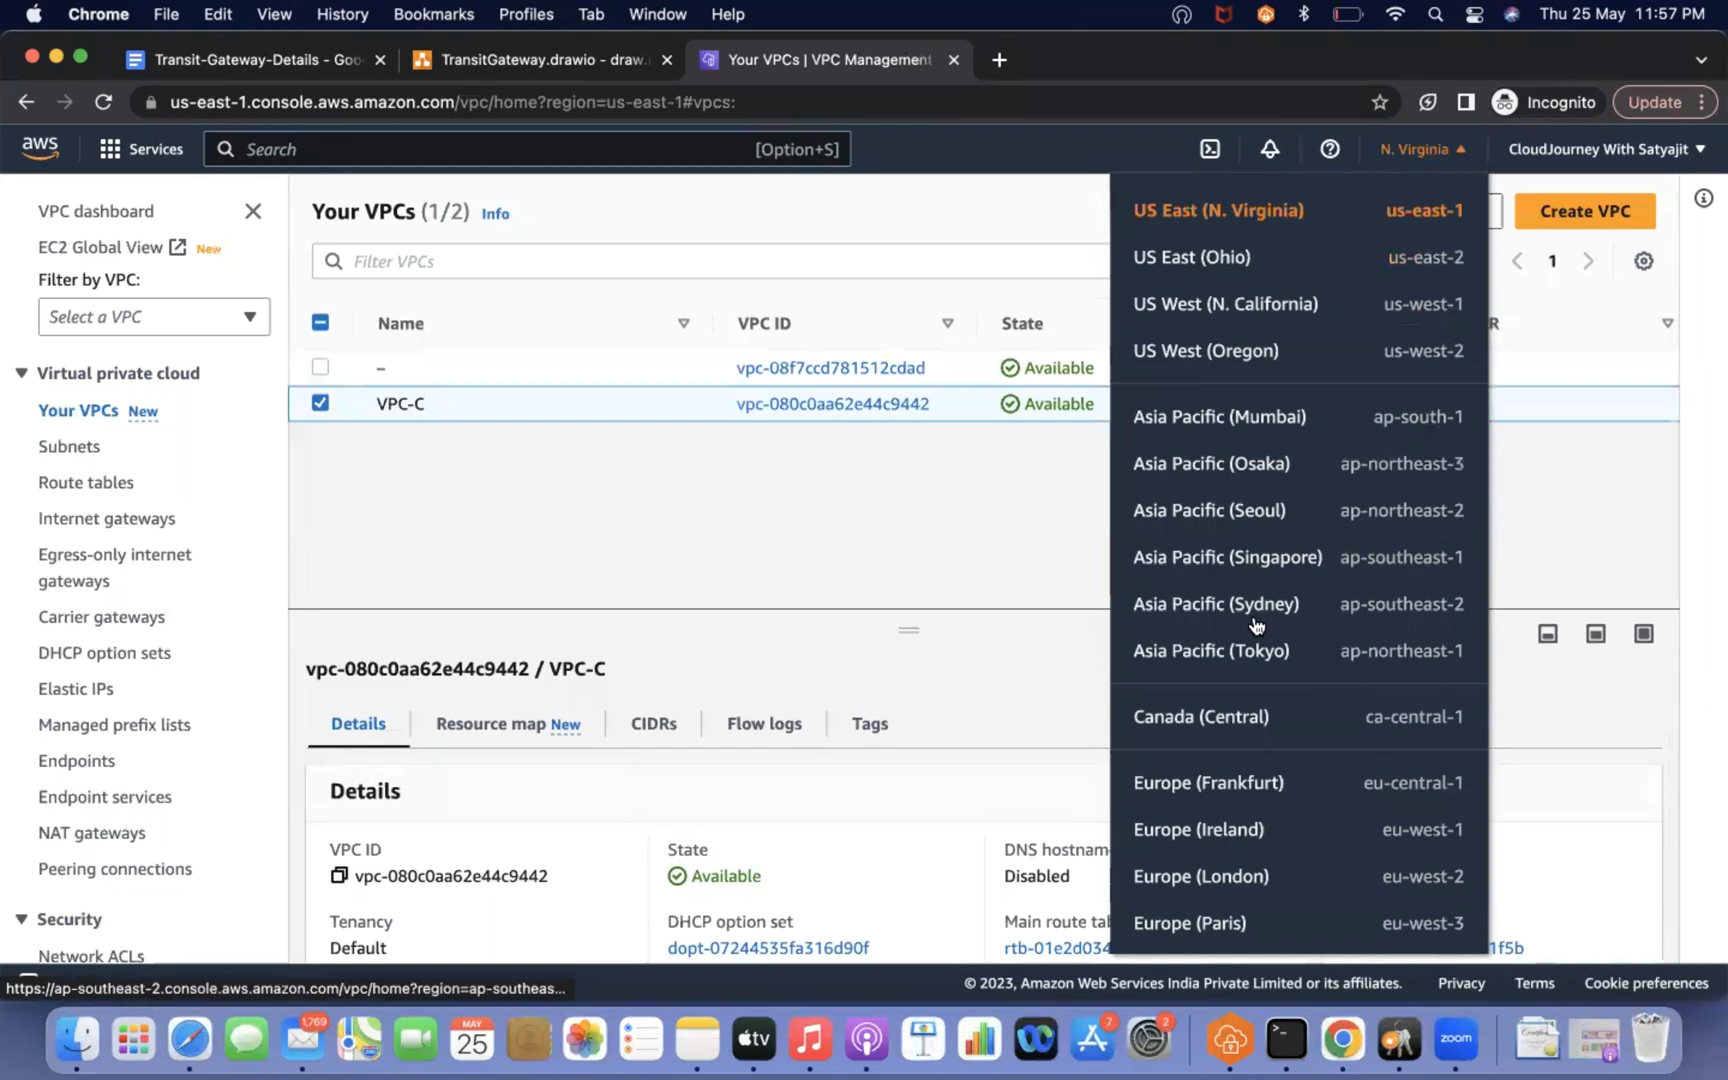 Chrome File Edit View History Bookmarks Profiles Tab Window Help Thu 25 May 11:57 PM
Transit-Gateway-Details - Goo
TransitGateway.drawio - draw.
Your VPCs | VPC Management
us-east-1.console.aws.amazon.com/vpc/home?region=us-east-1#vpcs:
Incognito
Update
aws
Services
Search [Option+S]
N. Virginia
CloudJourney With Satyajit
VPC dashboard
EC2 Global View New
Filter by VPC:
Select a VPC
Virtual private cloud
Your VPCs New
Subnets
Route tables
Internet gateways
Egress-only internet
gateways
Carrier gateways
DHCP option sets
Elastic IPs
Managed prefix lists
Endpoints
Endpoint services
NAT gateways
Peering connections
Security
Network ACLs
https://ap-southeast-2.console.aws.amazon.com/vpc/home?region=ap-southeas...
Your VPCs (1/2) Info
Create VPC
Filter VPCs
1
Name VPC ID State R
– vpc-08f7ccd781512cdad Available
VPC-C vpc-080c0aa62e44c9442 Available
vpc-080c0aa62e44c9442 / VPC-C
Details Resource map New CIDRs Flow logs Tags
Details
VPC ID
vpc-080c0aa62e44c9442
State
Available
DNS hostnam
Disabled
Tenancy
Default
DHCP option set
dopt-07244535fa316d90f
Main route tab
rtb-01e2d034
1f5b
US East (N. Virginia) us-east-1
US East (Ohio) us-east-2
US West (N. California) us-west-1
US West (Oregon) us-west-2
Asia Pacific (Mumbai) ap-south-1
Asia Pacific (Osaka) ap-northeast-3
Asia Pacific (Seoul) ap-northeast-2
Asia Pacific (Singapore) ap-southeast-1
Asia Pacific (Sydney) ap-southeast-2
Asia Pacific (Tokyo) ap-northeast-1
Canada (Central) ca-central-1
Europe (Frankfurt) eu-central-1
Europe (Ireland) eu-west-1
Europe (London) eu-west-2
Europe (Paris) eu-west-3
© 2023, Amazon Web Services India Private Limited or its affiliates. Privacy Terms Cookie preferences
1,769
MAY
25
tv
7
2
zoom